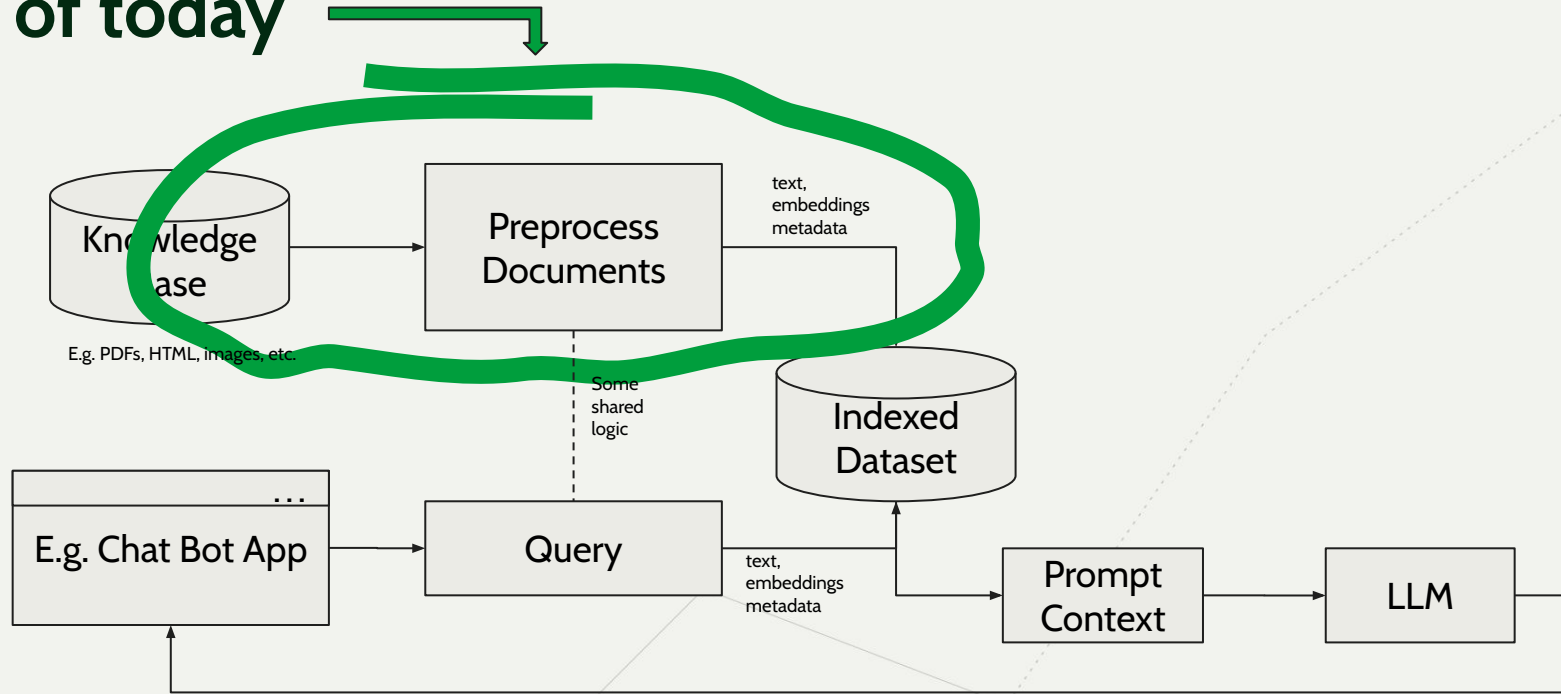 of today
Knowledge
ase
E.g. PDFs, HTML, images, etc.
Preprocess
Documents
text,
embeddings
metadata
Some
shared
logic
Indexed
Dataset
...
E.g. Chat Bot App
Query
text,
embeddings
metadata
Prompt
Context
LLM